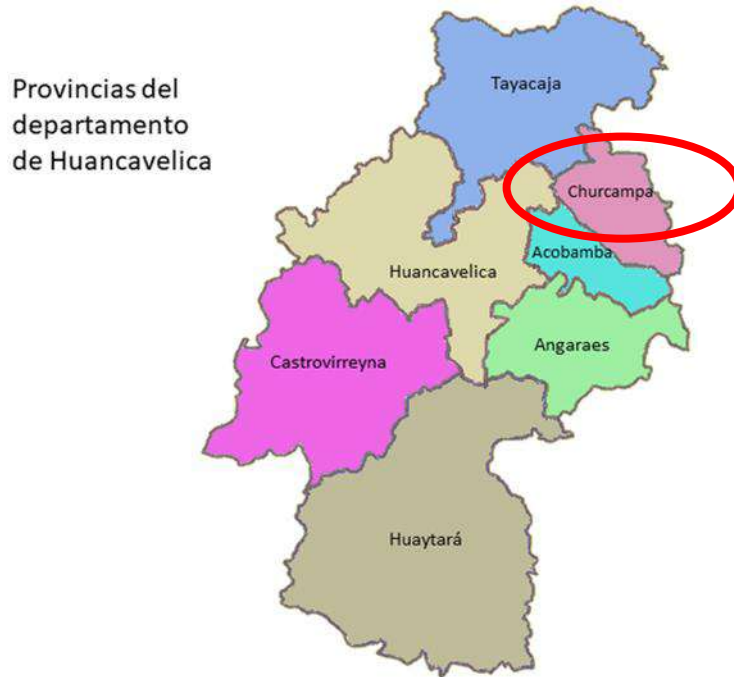 Provincias del
departamento
de Huancavelica
Tayacaja
Churcampa
Acobamba
Huancavelica
Angaraes
Castrovirreyna
Huaytará